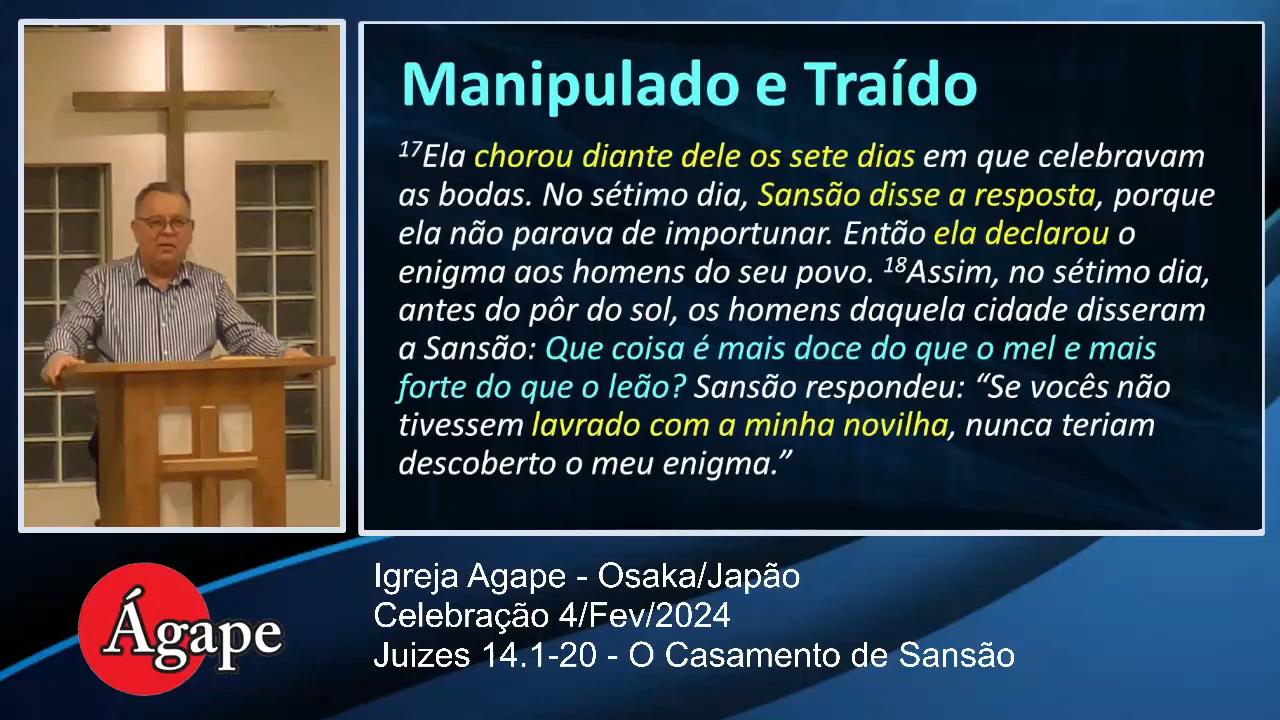 Manipulado e Traído
17Ela chorou diante dele os sete dias em que celebravam
as bodas. No sétimo dia, Sansão disse a resposta, porque
ela não parava de importunar. Então ela declarou o
enigma aos homens do seu povo. 18Assim, no sétimo dia,
antes do pôr do sol, os homens daquela cidade disseram
a Sansão: Que coisa é mais doce do que o mel e mais
forte do que o leão? Sansão respondeu: “Se vocês não
tivessem lavrado com a minha novilha, nunca teriam
descoberto o meu enigma.”
Ágape
Igreja Agape - Osaka/Japão
Celebração 4/Fev/2024
Juizes 14.1-20 - O Casamento de Sansão